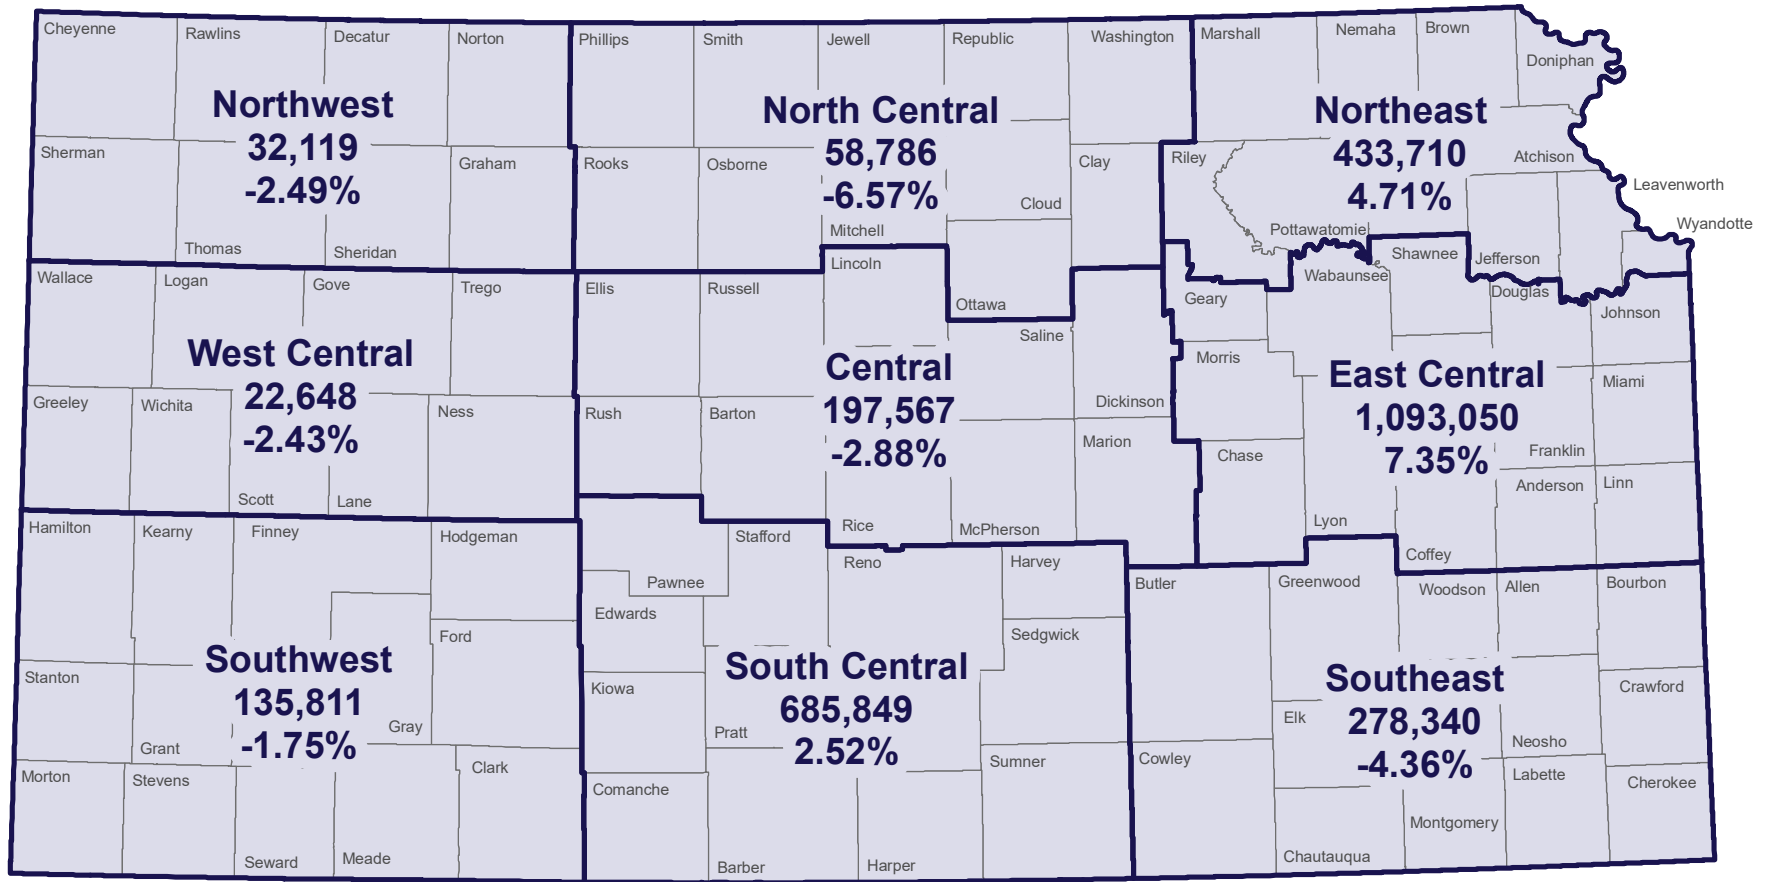 Cheyenne
Rawlins
Decatur
Norton
Phillips
Smith
Jewell
Republic
Washington
Marshall
Nemaha
Brown
Doniphan
Northwest
32,119
-2.49%
North Central
58,786
-6.57%
Northeast
433,710
4.71%
Sherman
Graham
Rooks
Osborne
Clay
Riley
Atchison
Leavenworth
Wyandotte
Thomas
Sheridan
Mitchell
Cloud
Pottawatomie
Shawnee
Jefferson
Wallace
Logan
Gove
Trego
Ellis
Russell
Lincoln
Ottawa
Saline
Geary
Wabaunsee
Douglas
Johnson
West Central
22,648
-2.43%
Central
197,567
-2.88%
East Central
1,093,050
7.35%
Morris
Miami
Greeley
Wichita
Ness
Rush
Barton
Dickinson
Marion
Chase
Franklin
Anderson
Linn
Scott
Lane
Rice
McPherson
Lyon
Coffey
Hamilton
Kearny
Finney
Hodgeman
Stafford
Pawnee
Edwards
Reno
Harvey
Butler
Greenwood
Woodson
Allen
Bourbon
Ford
Sedgwick
Southwest
135,811
-1.75%
South Central
685,849
2.52%
Southeast
278,340
-4.36%
Stanton
Kiowa
Crawford
Grant
Gray
Pratt
Elk
Neosho
Morton
Stevens
Clark
Comanche
Sumner
Cowley
Labette
Cherokee
Seward
Meade
Barber
Harper
Montgomery
Chautauqua